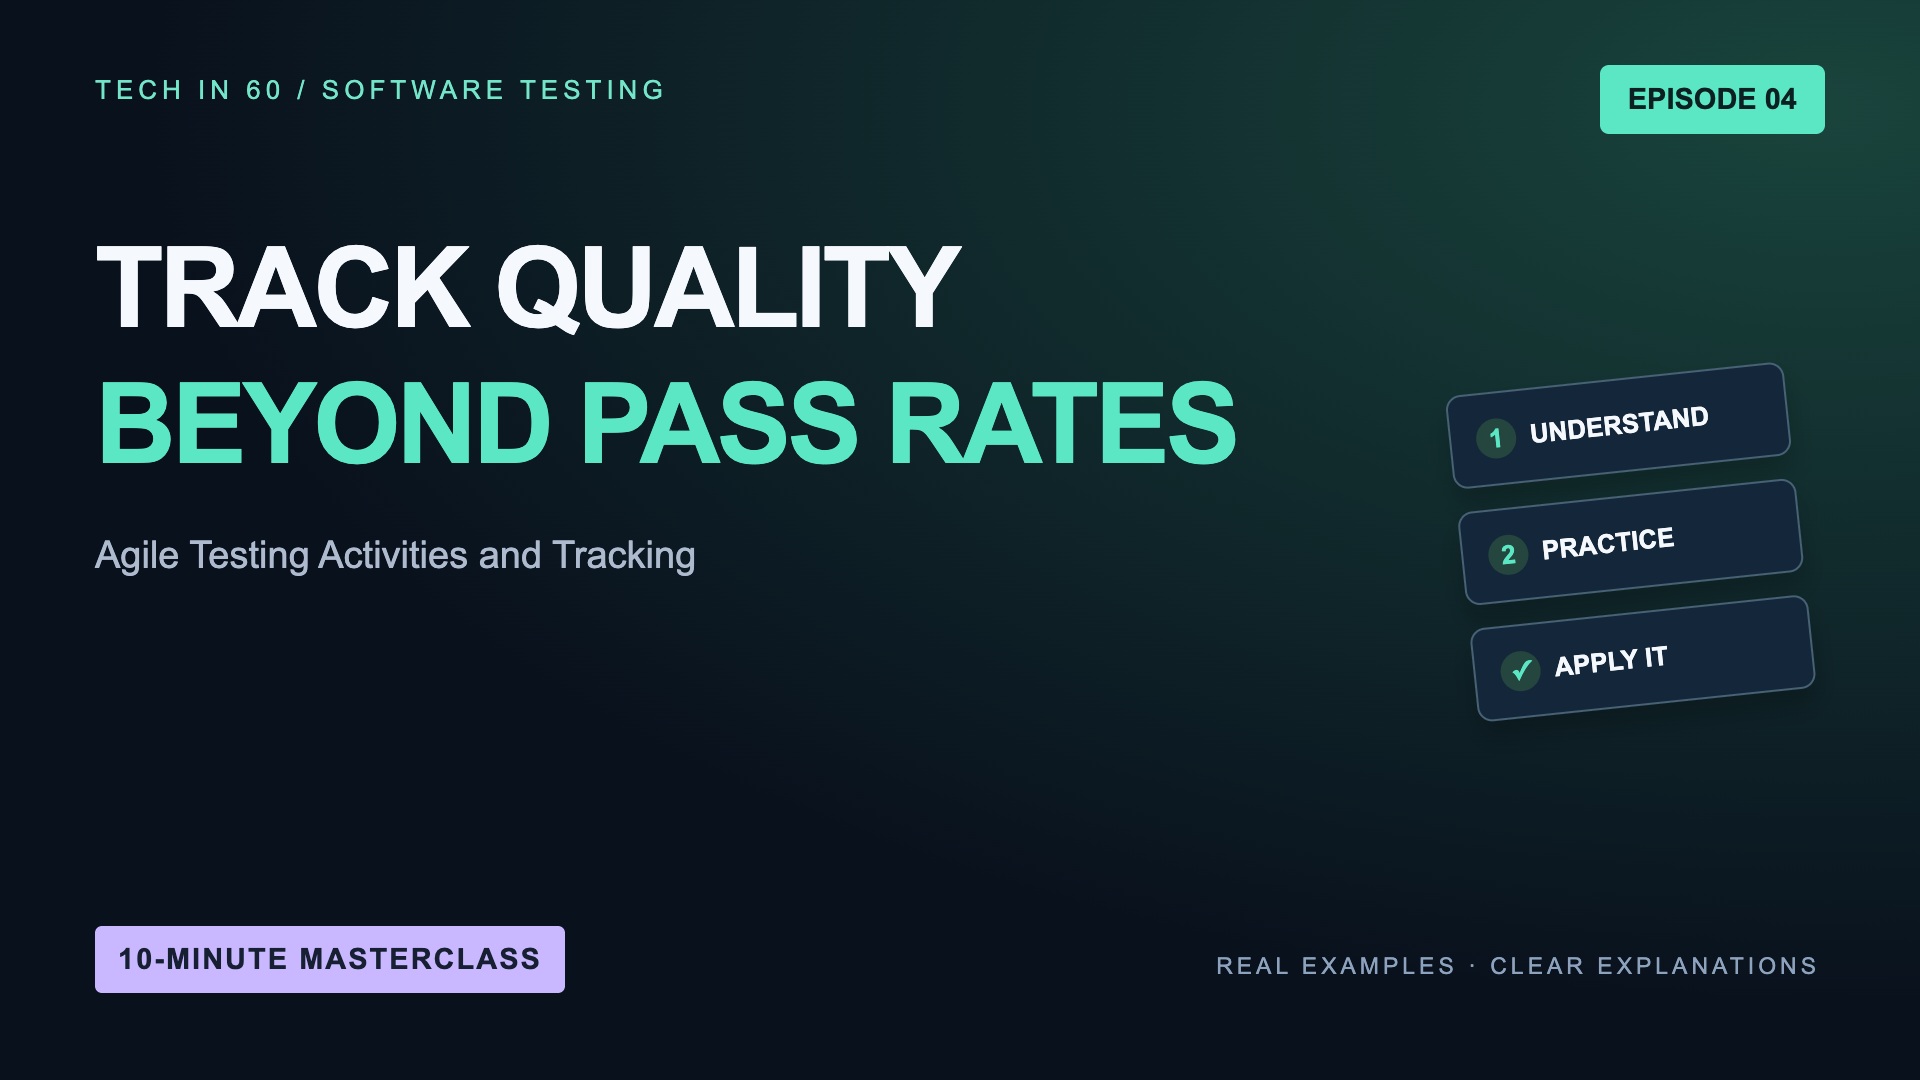 TECH IN 60 / SOFTWARE TESTING
EPISODE 04
TRACK QUALITY
BEYOND PASS RATES
Agile Testing Activities and Tracking
1 UNDERSTAND
2 PRACTICE
✓ APPLY IT
10-MINUTE MASTERCLASS
REAL EXAMPLES · CLEAR EXPLANATIONS